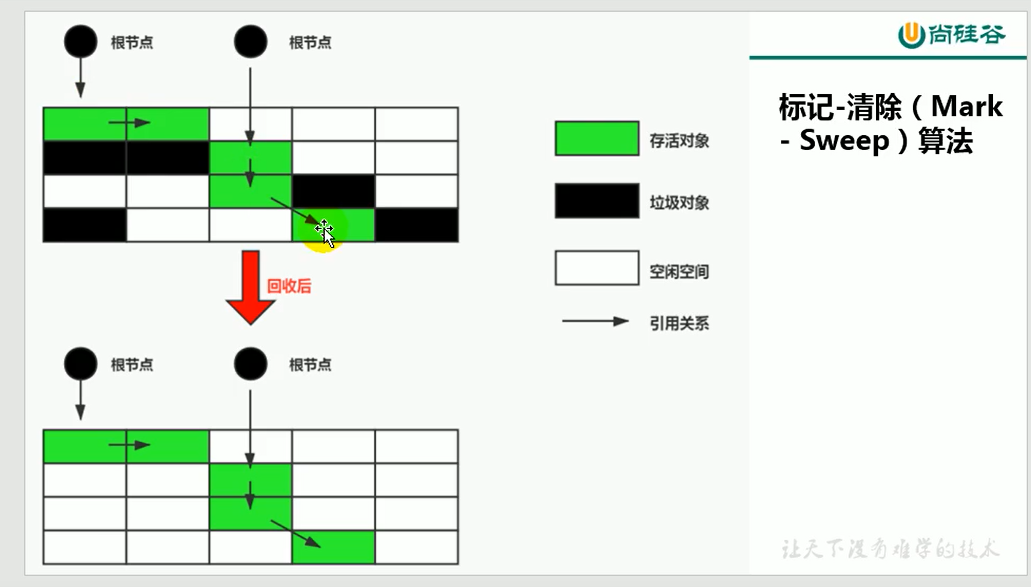 根节点
根节点
尚硅谷
标记-清除（Mark
- Sweep）算法
存活对象
垃圾对象
空闲空间
引用关系
回收后
根节点
根节点
让天下没有难学的技术